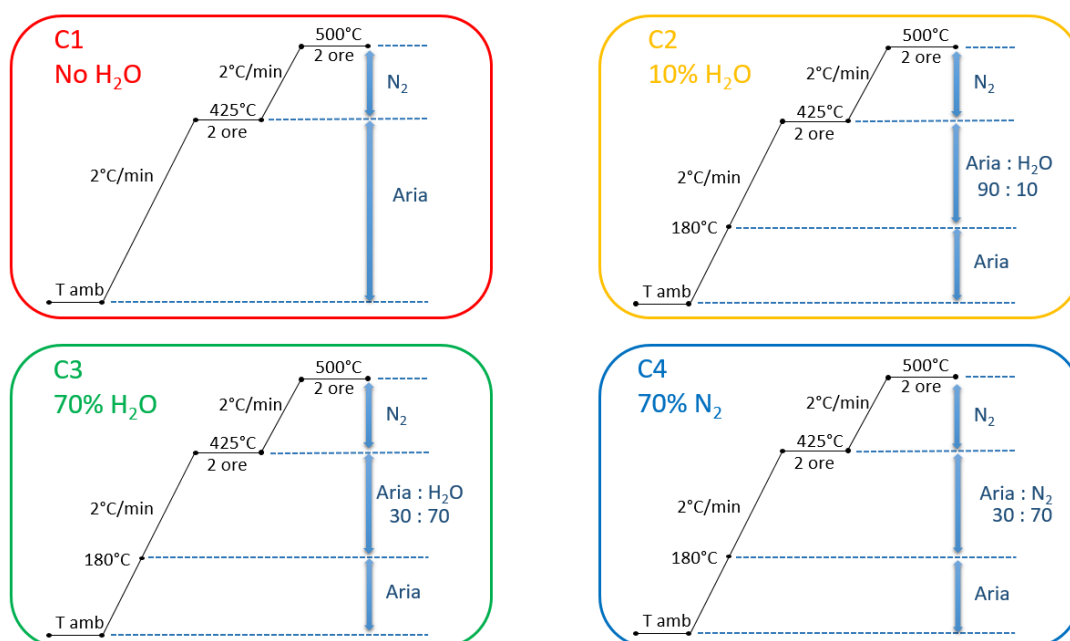 C1
No H₂O
500°C
2 ore
2°C/min
N₂
425°C
2 ore
2°C/min
Aria
T amb
C2
10% H₂O
500°C
2 ore
2°C/min
N₂
425°C
2 ore
2°C/min
Aria : H₂O
90 : 10
180°C
Aria
T amb
C3
70% H₂O
500°C
2 ore
2°C/min
N₂
425°C
2 ore
2°C/min
Aria : H₂O
30 : 70
180°C
Aria
T amb
C4
70% N₂
500°C
2 ore
2°C/min
N₂
425°C
2 ore
2°C/min
Aria : N₂
30 : 70
180°C
Aria
T amb